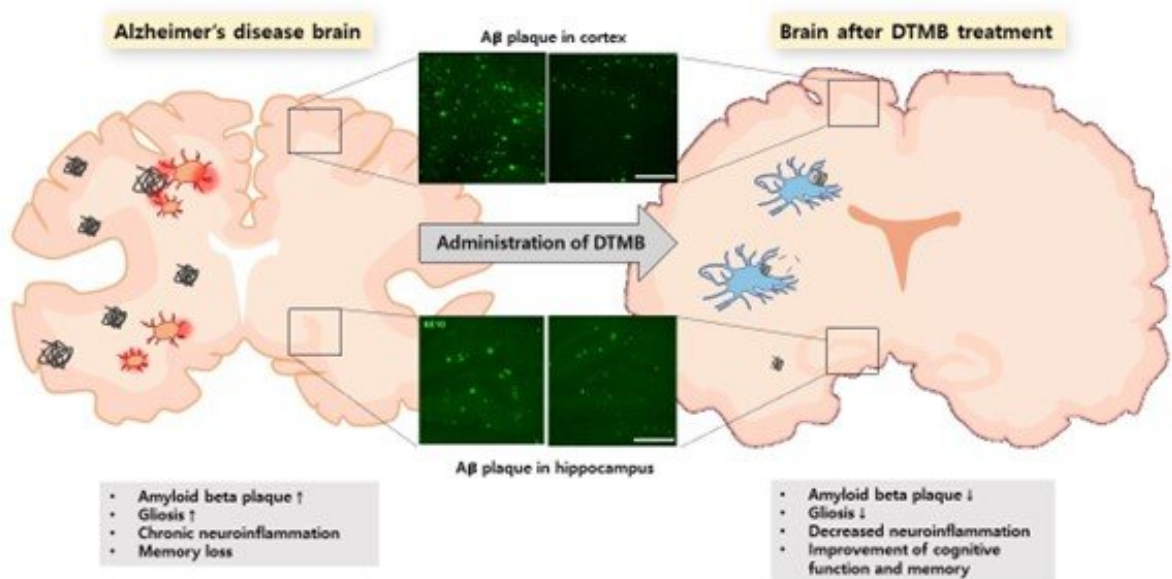 Alzheimer's disease brain
Aβ plaque in cortex
Brain after DTMB treatment
Administration of DTMB
6E10
Aβ plaque in hippocampus
• Amyloid beta plaque ↑
• Gliosis ↑
• Chronic neuroinflammation
• Memory loss
• Amyloid beta plaque ↓
• Gliosis ↓
• Decreased neuroinflammation
• Improvement of cognitive
function and memory